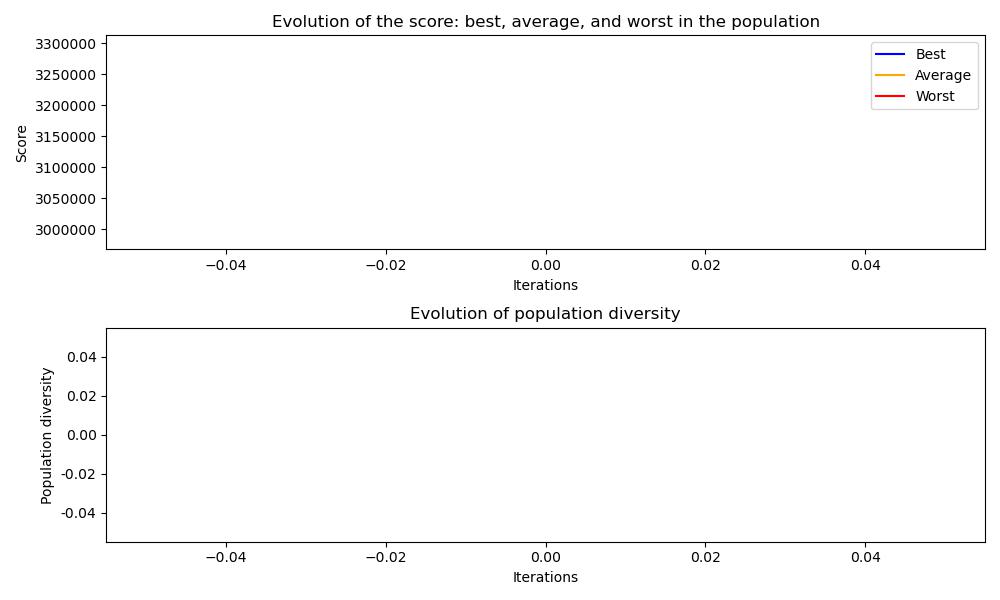 Evolution of the score: best, average, and worst in the population
3300000
3250000
3200000
3150000
3100000
3050000
3000000
Score
Best
Average
Worst
−0.04 −0.02 0.00 0.02 0.04
Iterations
Evolution of population diversity
0.04
0.02
0.00
-0.02
-0.04
Population diversity
−0.04 −0.02 0.00 0.02 0.04
Iterations